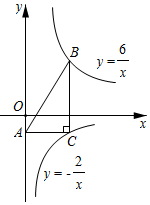 y
B
y = 6/x
O
x
A
C
y = - 2/x